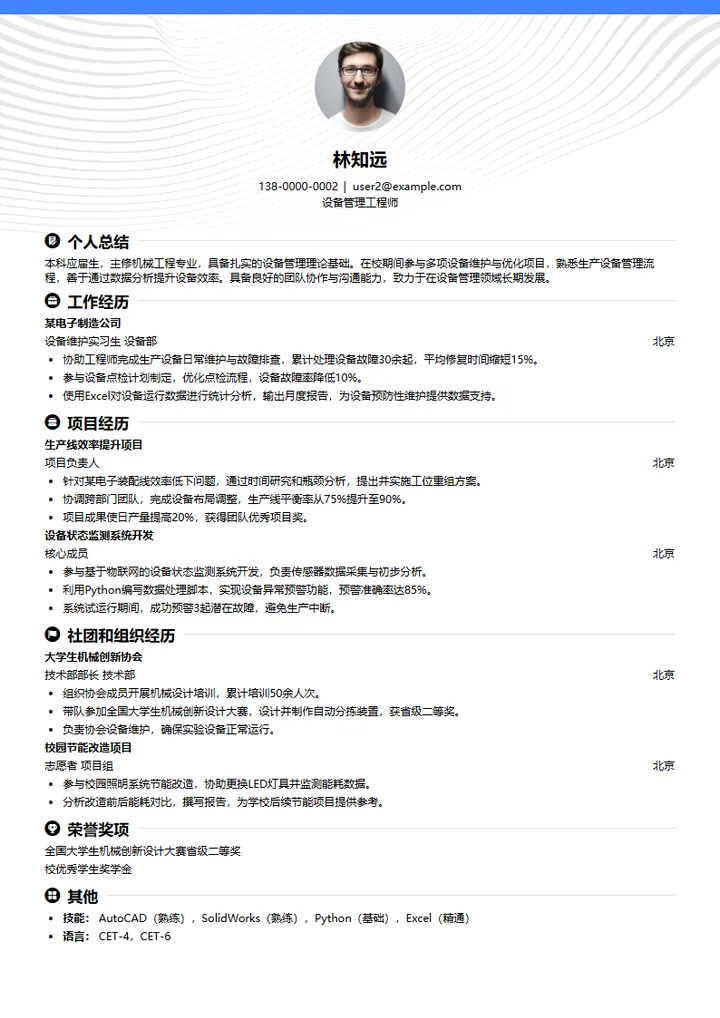 林知远
138-0000-0002 | user2@example.com
设备管理工程师
个人总结
本科应届生，主修机械工程专业，具备扎实的设备管理理论基础。在校期间参与多项设备维护与优化项目，熟悉生产设备管理流
程，善于通过数据分析提升设备效率。具备良好的团队协作与沟通能力，致力于在设备管理领域长期发展。
工作经历
某电子制造公司
设备维护实习生 设备部 北京
• 协助工程师完成生产设备日常维护与故障排查，累计处理设备故障30余起，平均修复时间缩短15%。
• 参与设备点检计划制定，优化点检流程，设备故障率降低10%。
• 使用Excel对设备运行数据进行统计分析，输出月度报告，为设备预防性维护提供数据支持。
项目经历
生产线效率提升项目
项目负责人 北京
• 针对某电子装配线效率低下问题，通过时间研究和瓶颈分析，提出并实施工位重组方案。
• 协调跨部门团队，完成设备布局调整，生产线平衡率从75%提升至90%。
• 项目成果使日产量提高20%，获得团队优秀项目奖。
设备状态监测系统开发
核心成员 北京
• 参与基于物联网的设备状态监测系统开发，负责传感器数据采集与初步分析。
• 利用Python编写数据处理脚本，实现设备异常预警功能，预警准确率达85%。
• 系统试运行期间，成功预警3起潜在故障，避免生产中断。
社团和组织经历
大学生机械创新协会
技术部部长 技术部 北京
• 组织协会成员开展机械设计培训，累计培训50余人次。
• 带队参加全国大学生机械创新设计大赛，设计并制作自动分拣装置，获省级二等奖。
• 负责协会设备维护，确保实验设备正常运行。
校园节能改造项目
志愿者 项目组 北京
• 参与校园照明系统节能改造，协助更换LED灯具并监测能耗数据。
• 分析改造前后能耗对比，撰写报告，为学校后续节能项目提供参考。
荣誉奖项
全国大学生机械创新设计大赛省级二等奖
校优秀学生奖学金
其他
• 技能： AutoCAD（熟练）, SolidWorks（熟练）, Python（基础）, Excel（精通）
• 语言： CET-4，CET-6